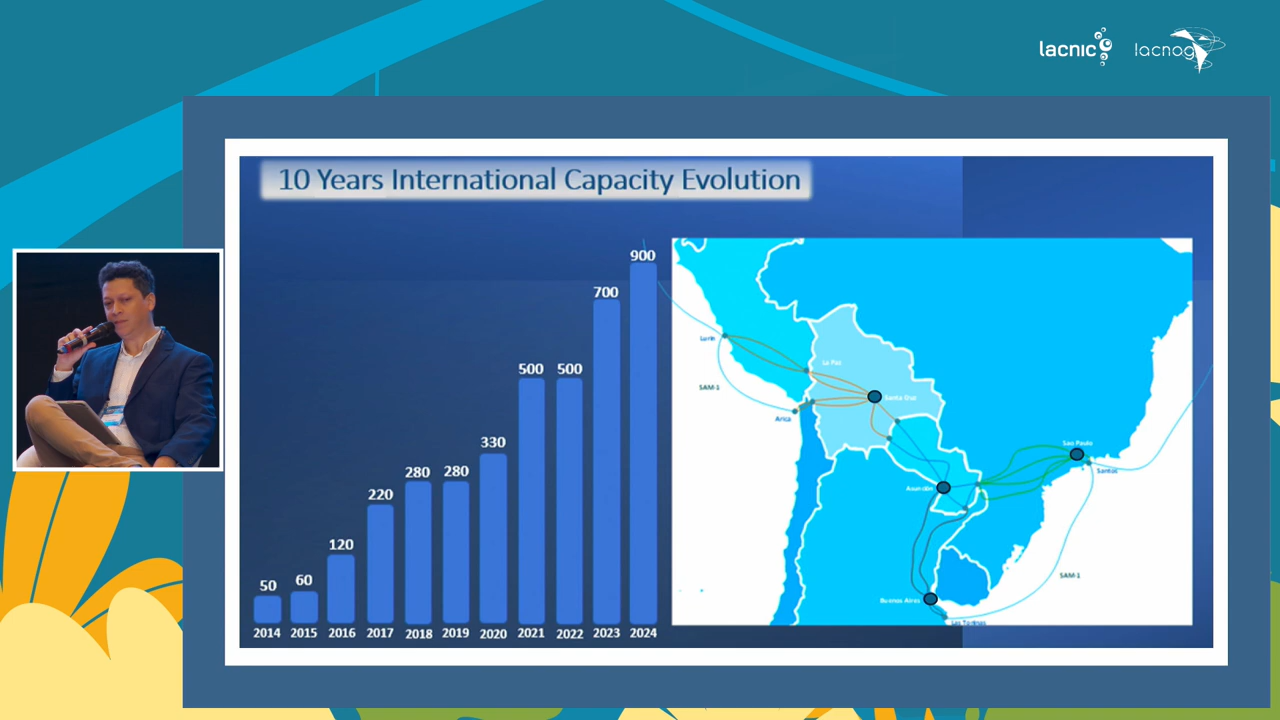 lacnic
lacnog
10 Years International Capacity Evolution
900
700
500
500
330
280
280
220
120
50
60
2014
2015
2016
2017
2018
2019
2020
2021
2022
2023
2024
Lurin
La Paz
SAM-1
Santa Cruz
Arica
Sao Paulo
Santos
Asunción
SAM-1
Buenos Aires
Las Toninas